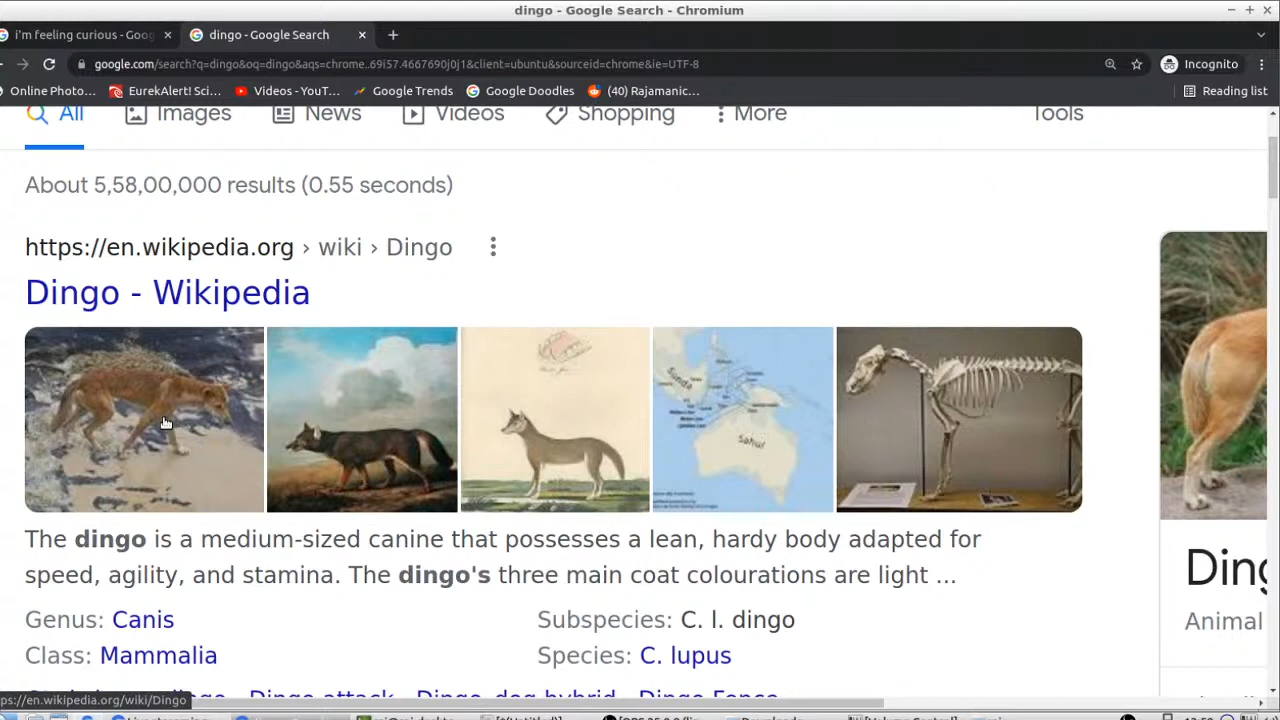 dingo - Google Search - Chromium
i'm feeling curious - Goog
dingo - Google Search
google.com/search?q=dingo&oq=dingo&aqs=chrome..69i57.4667690j0j1&client=ubuntu&sourceid=chrome&ie=UTF-8
Incognito
Online Photo… EurekAlert! Sci… Videos - YouT… Google Trends Google Doodles (40) Rajamanic… Reading list
All Images News Videos Shopping More Tools
About 5,58,00,000 results (0.55 seconds)
https://en.wikipedia.org › wiki › Dingo
Dingo - Wikipedia
Sunda
Sahul
The dingo is a medium-sized canine that possesses a lean, hardy body adapted for
speed, agility, and stamina. The dingo's three main coat colourations are light ...
Ding
Animal
Genus: Canis Subspecies: C. l. dingo
Class: Mammalia Species: C. lupus
Dingo attack Dingo-dog hybrid Dingo Fence
ps://en.wikipedia.org/wiki/Dingo